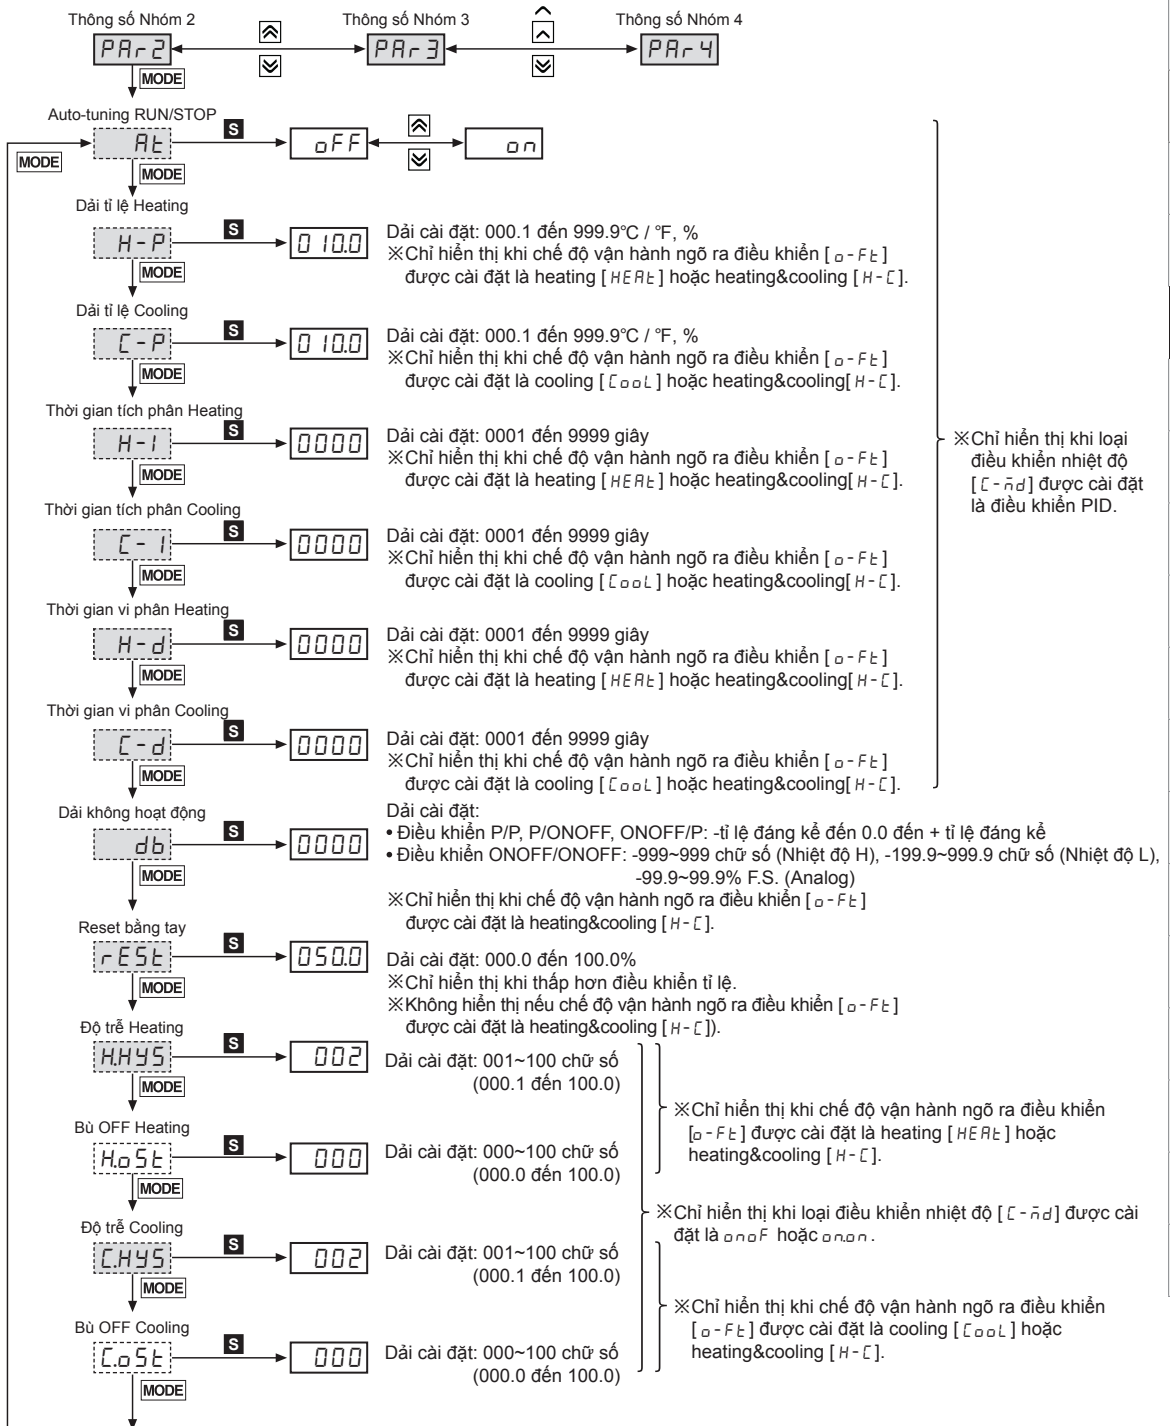 Thông số Nhóm 2
Thông số Nhóm 3
Thông số Nhóm 4
PAr2
PAr3
PAr4
MODE
Auto-tuning RUN/STOP
MODE
At
S
oFF
on
MODE
Dải tỉ lệ Heating
H-P
S
010.0
Dải cài đặt: 000.1 đến 999.9°C / °F, %
※Chỉ hiển thị khi chế độ vận hành ngõ ra điều khiển [o-Ft]
được cài đặt là heating [HEAt] hoặc heating&cooling [H-C].
MODE
Dải tỉ lệ Cooling
C-P
S
010.0
Dải cài đặt: 000.1 đến 999.9°C / °F, %
※Chỉ hiển thị khi chế độ vận hành ngõ ra điều khiển [o-Ft]
được cài đặt là cooling [CooL] hoặc heating&cooling[H-C].
MODE
Thời gian tích phân Heating
H-I
S
0000
Dải cài đặt: 0001 đến 9999 giây
※Chỉ hiển thị khi chế độ vận hành ngõ ra điều khiển [o-Ft]
được cài đặt là heating [HEAt] hoặc heating&cooling[H-C].
MODE
※Chỉ hiển thị khi loại
điều khiển nhiệt độ
[C-md] được cài đặt
là điều khiển PID.
Thời gian tích phân Cooling
C-I
S
0000
Dải cài đặt: 0001 đến 9999 giây
※Chỉ hiển thị khi chế độ vận hành ngõ ra điều khiển [o-Ft]
được cài đặt là cooling [CooL] hoặc heating&cooling[H-C].
MODE
Thời gian vi phân Heating
H-d
S
0000
Dải cài đặt: 0001 đến 9999 giây
※Chỉ hiển thị khi chế độ vận hành ngõ ra điều khiển [o-Ft]
được cài đặt là heating [HEAt] hoặc heating&cooling[H-C].
MODE
Thời gian vi phân Cooling
C-d
S
0000
Dải cài đặt: 0001 đến 9999 giây
※Chỉ hiển thị khi chế độ vận hành ngõ ra điều khiển [o-Ft]
được cài đặt là cooling [CooL] hoặc heating&cooling[H-C].
MODE
Dải không hoạt động
db
S
0000
Dải cài đặt:
• Điều khiển P/P, P/ONOFF, ONOFF/P: -tỉ lệ đáng kể đến 0.0 đến + tỉ lệ đáng kể
• Điều khiển ONOFF/ONOFF: -999~999 chữ số (Nhiệt độ H), -199.9~999.9 chữ số (Nhiệt độ L),
-99.9~99.9% F.S. (Analog)
※Chỉ hiển thị khi chế độ vận hành ngõ ra điều khiển [o-Ft]
được cài đặt là heating&cooling [H-C].
MODE
Reset bằng tay
rESt
S
050.0
Dải cài đặt: 000.0 đến 100.0%
※Chỉ hiển thị khi thấp hơn điều khiển tỉ lệ.
※Không hiển thị nếu chế độ vận hành ngõ ra điều khiển [o-Ft]
được cài đặt là heating&cooling [H-C]).
MODE
Độ trễ Heating
H.HYS
S
002
Dải cài đặt: 001~100 chữ số
(000.1 đến 100.0)
MODE
※Chỉ hiển thị khi chế độ vận hành ngõ ra điều khiển
[o-Ft] được cài đặt là heating [HEAt] hoặc
heating&cooling [H-C].
Bù OFF Heating
H.oSt
S
000
Dải cài đặt: 000~100 chữ số
(000.0 đến 100.0)
MODE
※Chỉ hiển thị khi loại điều khiển nhiệt độ [C-md] được cài
đặt là onoF hoặc on.on.
Độ trễ Cooling
C.HYS
S
002
Dải cài đặt: 001~100 chữ số
(000.1 đến 100.0)
MODE
※Chỉ hiển thị khi chế độ vận hành ngõ ra điều khiển
[o-Ft] được cài đặt là cooling [CooL] hoặc
heating&cooling [H-C].
Bù OFF Cooling
C.oSt
S
000
Dải cài đặt: 000~100 chữ số
(000.0 đến 100.0)
MODE